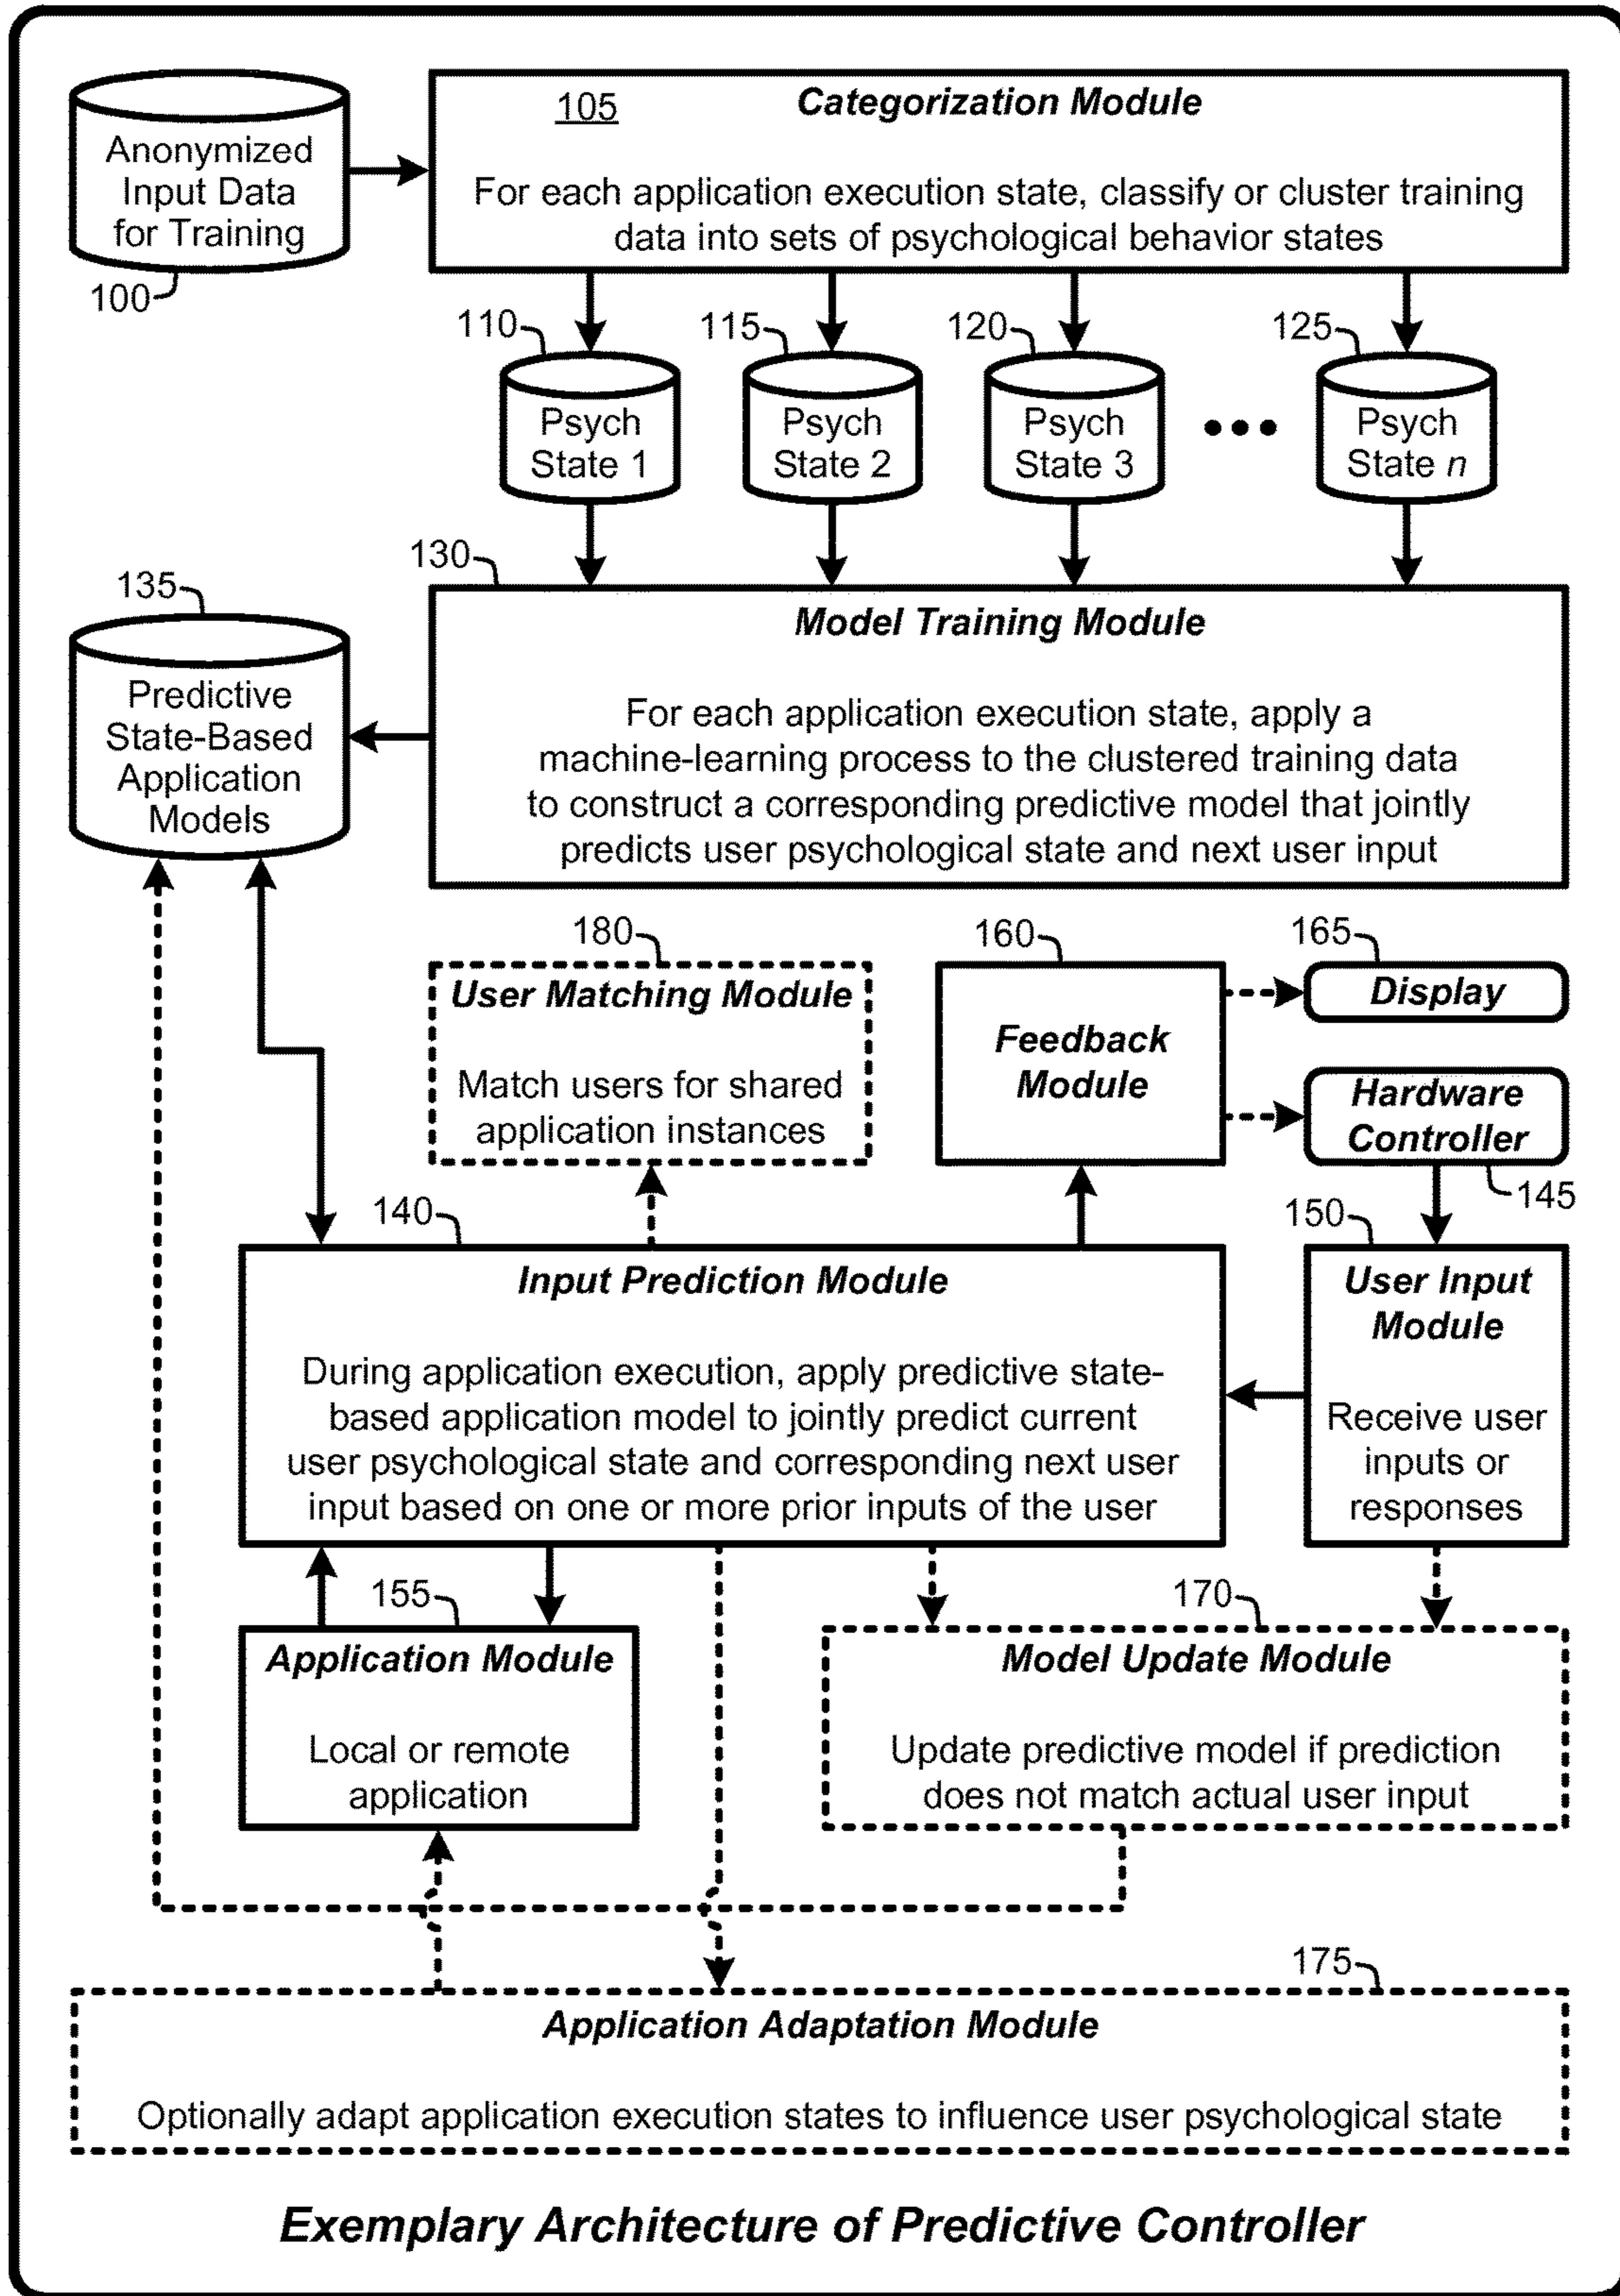 105
Categorization Module
Anonymized
Input Data
for Training
For each application execution state, classify or cluster training
data into sets of psychological behavior states
100
110
115
120
125
Psych
State 1
Psych
State 2
Psych
State 3
•••
Psych
State n
130
135
Model Training Module
Predictive
State-Based
Application
Models
For each application execution state, apply a
machine-learning process to the clustered training data
to construct a corresponding predictive model that jointly
predicts user psychological state and next user input
180
160
165
User Matching Module
Match users for shared
application instances
Feedback
Module
Display
Hardware
Controller
145
140
150
Input Prediction Module
During application execution, apply predictive state-
based application model to jointly predict current
user psychological state and corresponding next user
input based on one or more prior inputs of the user
User Input
Module
Receive user
inputs or
responses
155
170
Application Module
Local or remote
application
Model Update Module
Update predictive model if prediction
does not match actual user input
175
Application Adaptation Module
Optionally adapt application execution states to influence user psychological state
Exemplary Architecture of Predictive Controller